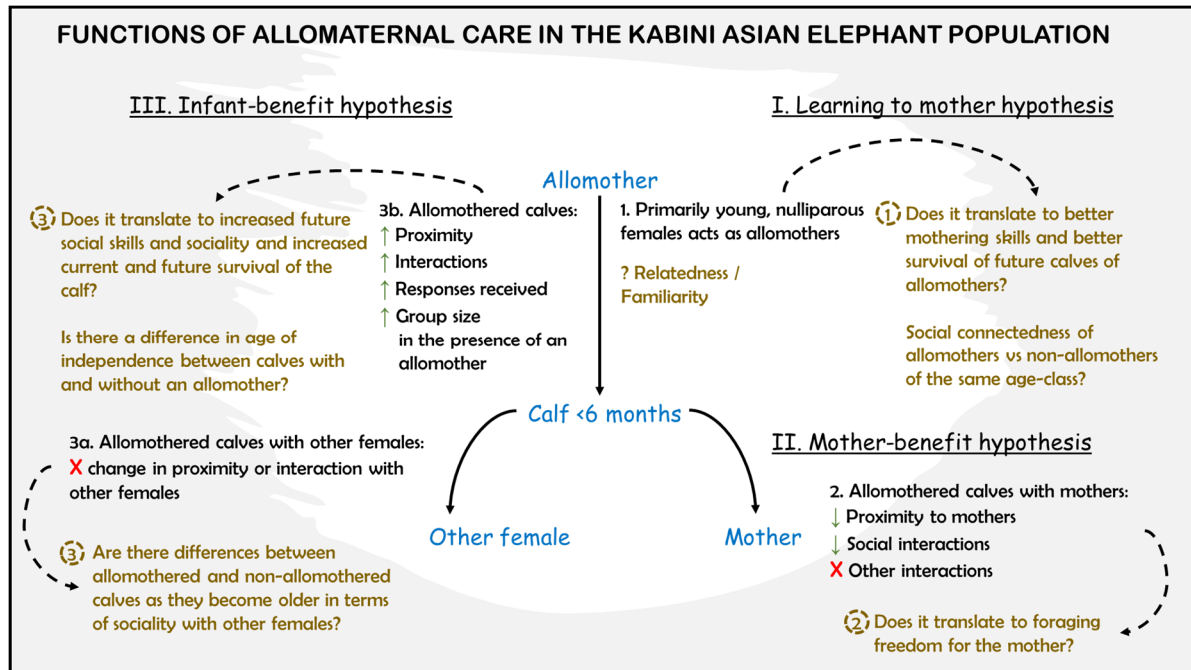 FUNCTIONS OF ALLOMATERNAL CARE IN THE KABINI ASIAN ELEPHANT POPULATION
III. Infant-benefit hypothesis
③ Does it translate to increased future
social skills and sociality and increased
current and future survival of the
calf?
Is there a difference in age of
independence between calves with
and without an allomother?
3b. Allomothered calves:
↑ Proximity
↑ Interactions
↑ Responses received
↑ Group size
in the presence of an
allomother
3a. Allomothered calves with other females:
X change in proximity or interaction with
other females
③ Are there differences between
allomothered and non-allomothered
calves as they become older in terms
of sociality with other females?
Allomother
Calf <6 months
Other female
Mother
I. Learning to mother hypothesis
1. Primarily young, nulliparous
females acts as allomothers
? Relatedness /
Familiarity
① Does it translate to better
mothering skills and better
survival of future calves of
allomothers?
Social connectedness of
allomothers vs non-allomothers
of the same age-class?
II. Mother-benefit hypothesis
2. Allomothered calves with mothers:
↓ Proximity to mothers
↓ Social interactions
X Other interactions
② Does it translate to foraging
freedom for the mother?